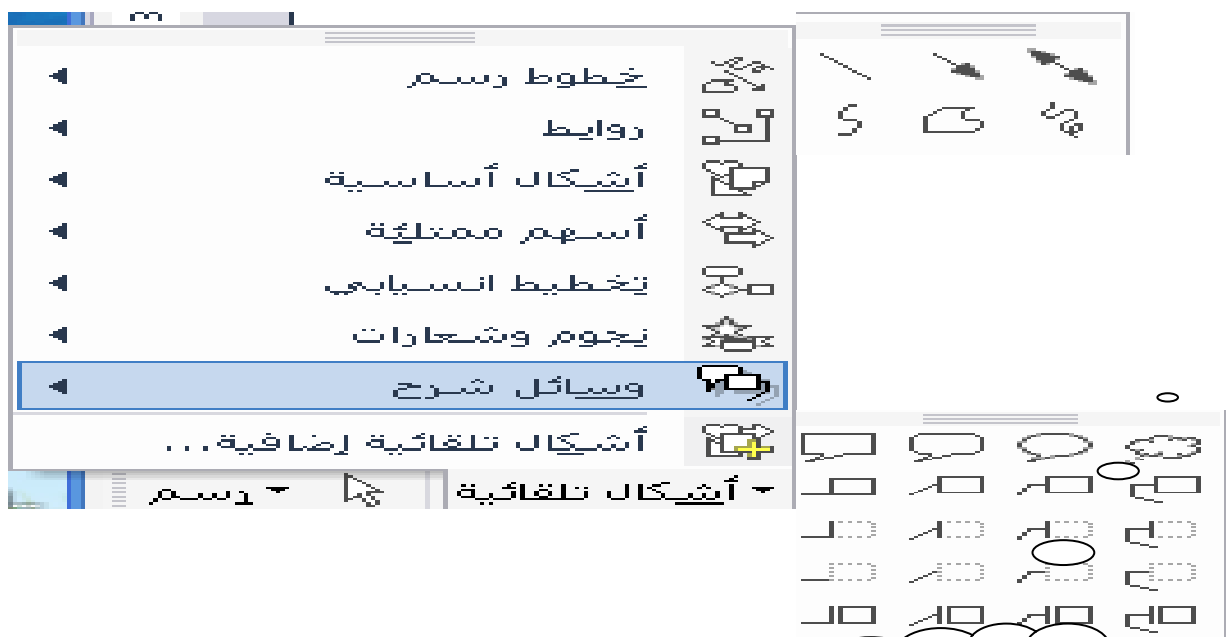 خطوط رسم
روابط
أشكال أساسية
أسهم ممتلئة
تخطيط انسيابي
نجوم وشعارات
وسائل شرح
أشكال تلقائية إضافية...
أشكال تلقائية رسم